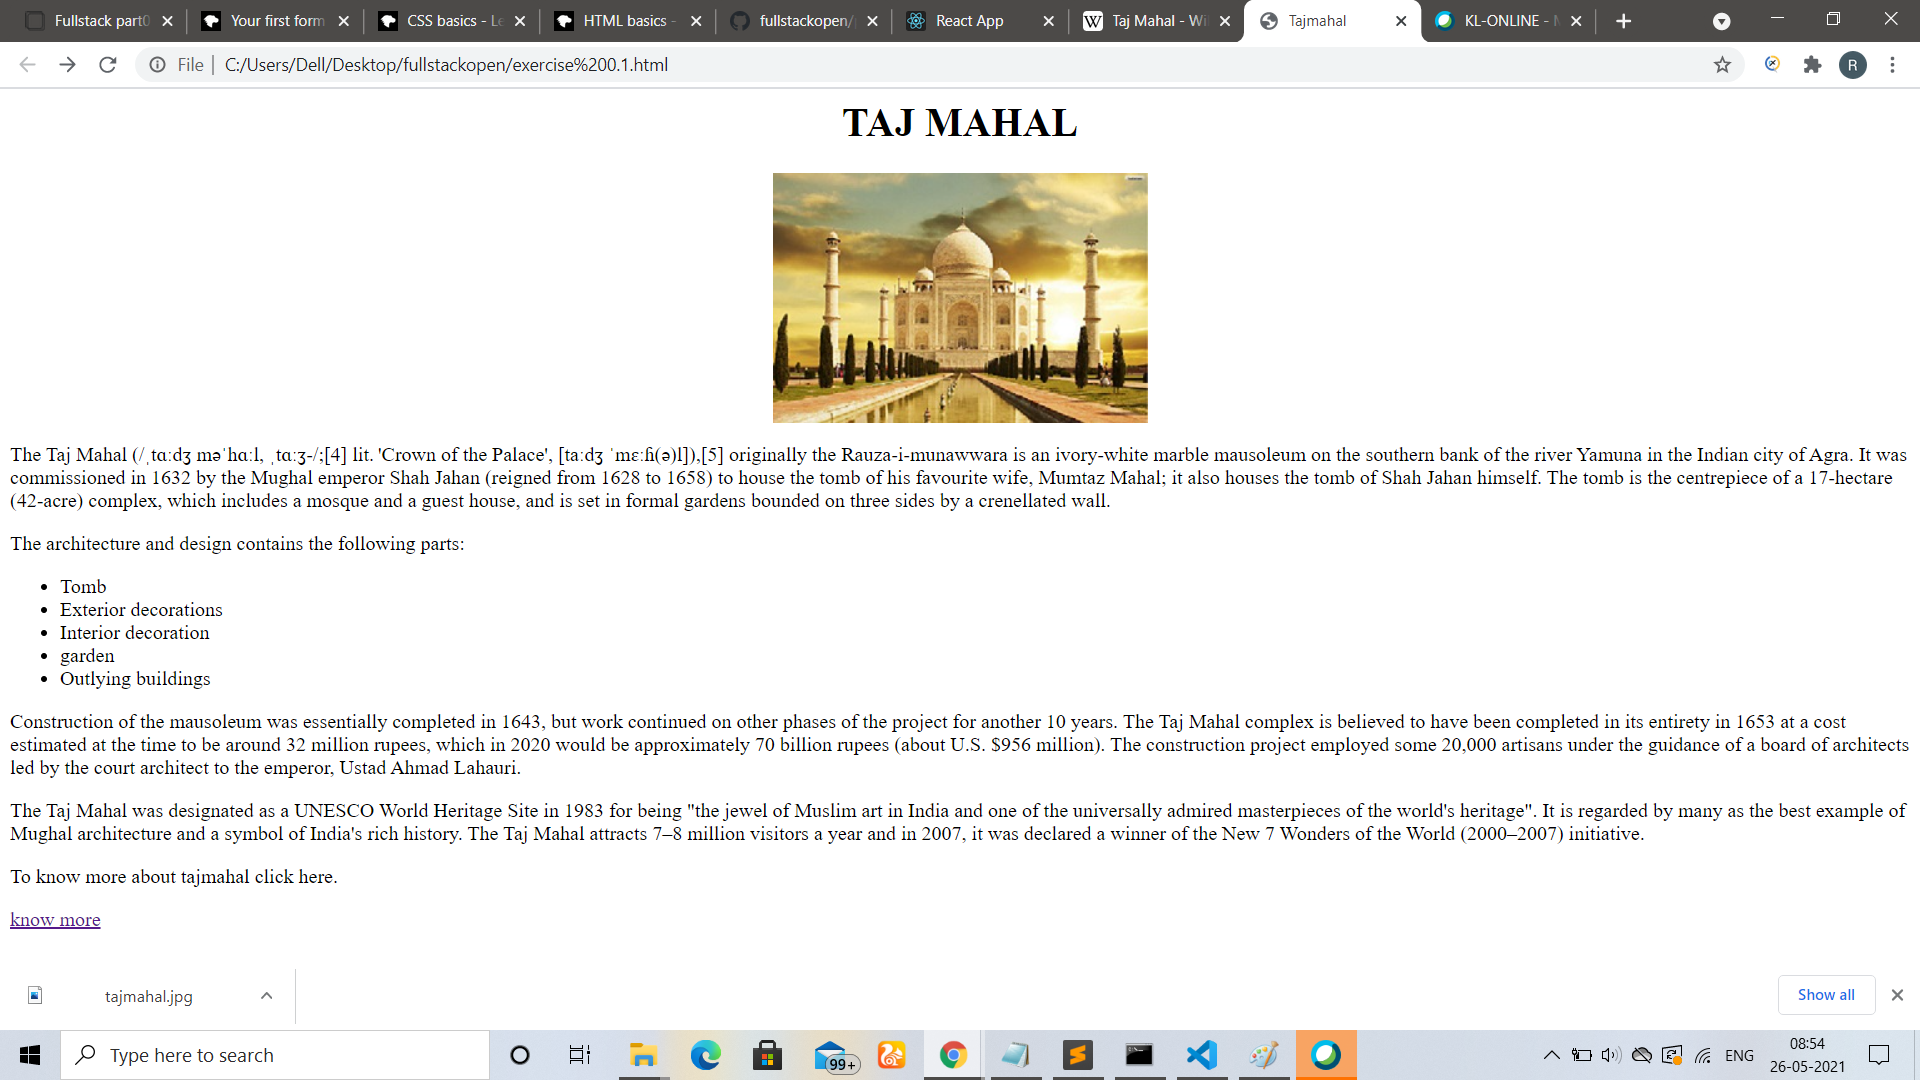 Fullstack part0
Your first form
CSS basics - Le
HTML basics -
fullstackopen/
React App
Taj Mahal - Wi
Tajmahal
KL-ONLINE - M
File | C:/Users/Dell/Desktop/fullstackopen/exercise%200.1.html
R
TAJ MAHAL
The Taj Mahal (/ˌtɑːdʒ məˈhɑːl, ˌtɑːʒ-/;[4] lit. 'Crown of the Palace', [taːdʒ ˈmɛːɦ(ə)l]),[5] originally the Rauza-i-munawwara is an ivory-white marble mausoleum on the southern bank of the river Yamuna in the Indian city of Agra. It was
commissioned in 1632 by the Mughal emperor Shah Jahan (reigned from 1628 to 1658) to house the tomb of his favourite wife, Mumtaz Mahal; it also houses the tomb of Shah Jahan himself. The tomb is the centrepiece of a 17-hectare
(42-acre) complex, which includes a mosque and a guest house, and is set in formal gardens bounded on three sides by a crenellated wall.
The architecture and design contains the following parts:
• Tomb
• Exterior decorations
• Interior decoration
• garden
• Outlying buildings
Construction of the mausoleum was essentially completed in 1643, but work continued on other phases of the project for another 10 years. The Taj Mahal complex is believed to have been completed in its entirety in 1653 at a cost
estimated at the time to be around 32 million rupees, which in 2020 would be approximately 70 billion rupees (about U.S. $956 million). The construction project employed some 20,000 artisans under the guidance of a board of architects
led by the court architect to the emperor, Ustad Ahmad Lahauri.
The Taj Mahal was designated as a UNESCO World Heritage Site in 1983 for being "the jewel of Muslim art in India and one of the universally admired masterpieces of the world's heritage". It is regarded by many as the best example of
Mughal architecture and a symbol of India's rich history. The Taj Mahal attracts 7–8 million visitors a year and in 2007, it was declared a winner of the New 7 Wonders of the World (2000–2007) initiative.
To know more about tajmahal click here.
know more
tajmahal.jpg
Show all
Type here to search
99+
ENG
08:54
26-05-2021